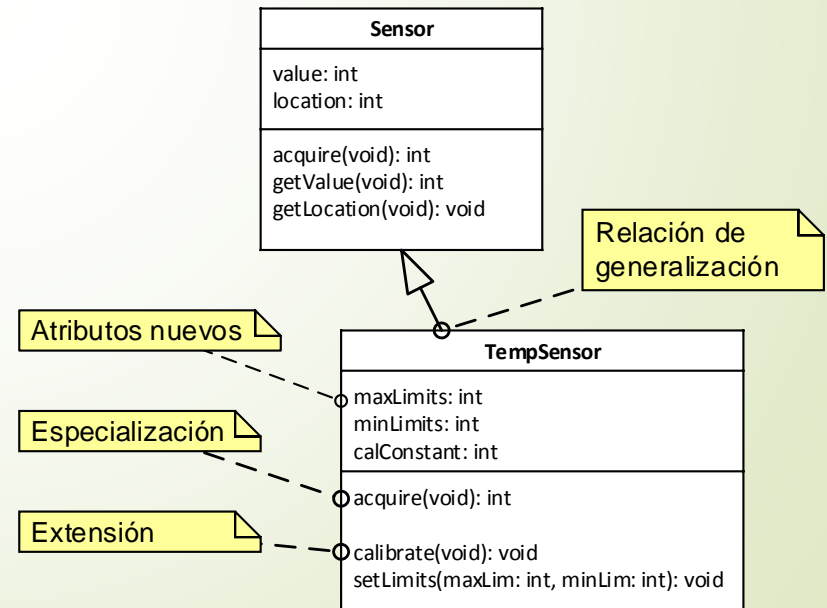 Sensor
value: int
location: int
acquire(void): int
getValue(void): int
getLocation(void): void
Relación de
generalización
Atributos nuevos
TempSensor
maxLimits: int
minLimits: int
calConstant: int
Especialización
acquire(void): int
Extensión
calibrate(void): void
setLimits(maxLim: int, minLim: int): void